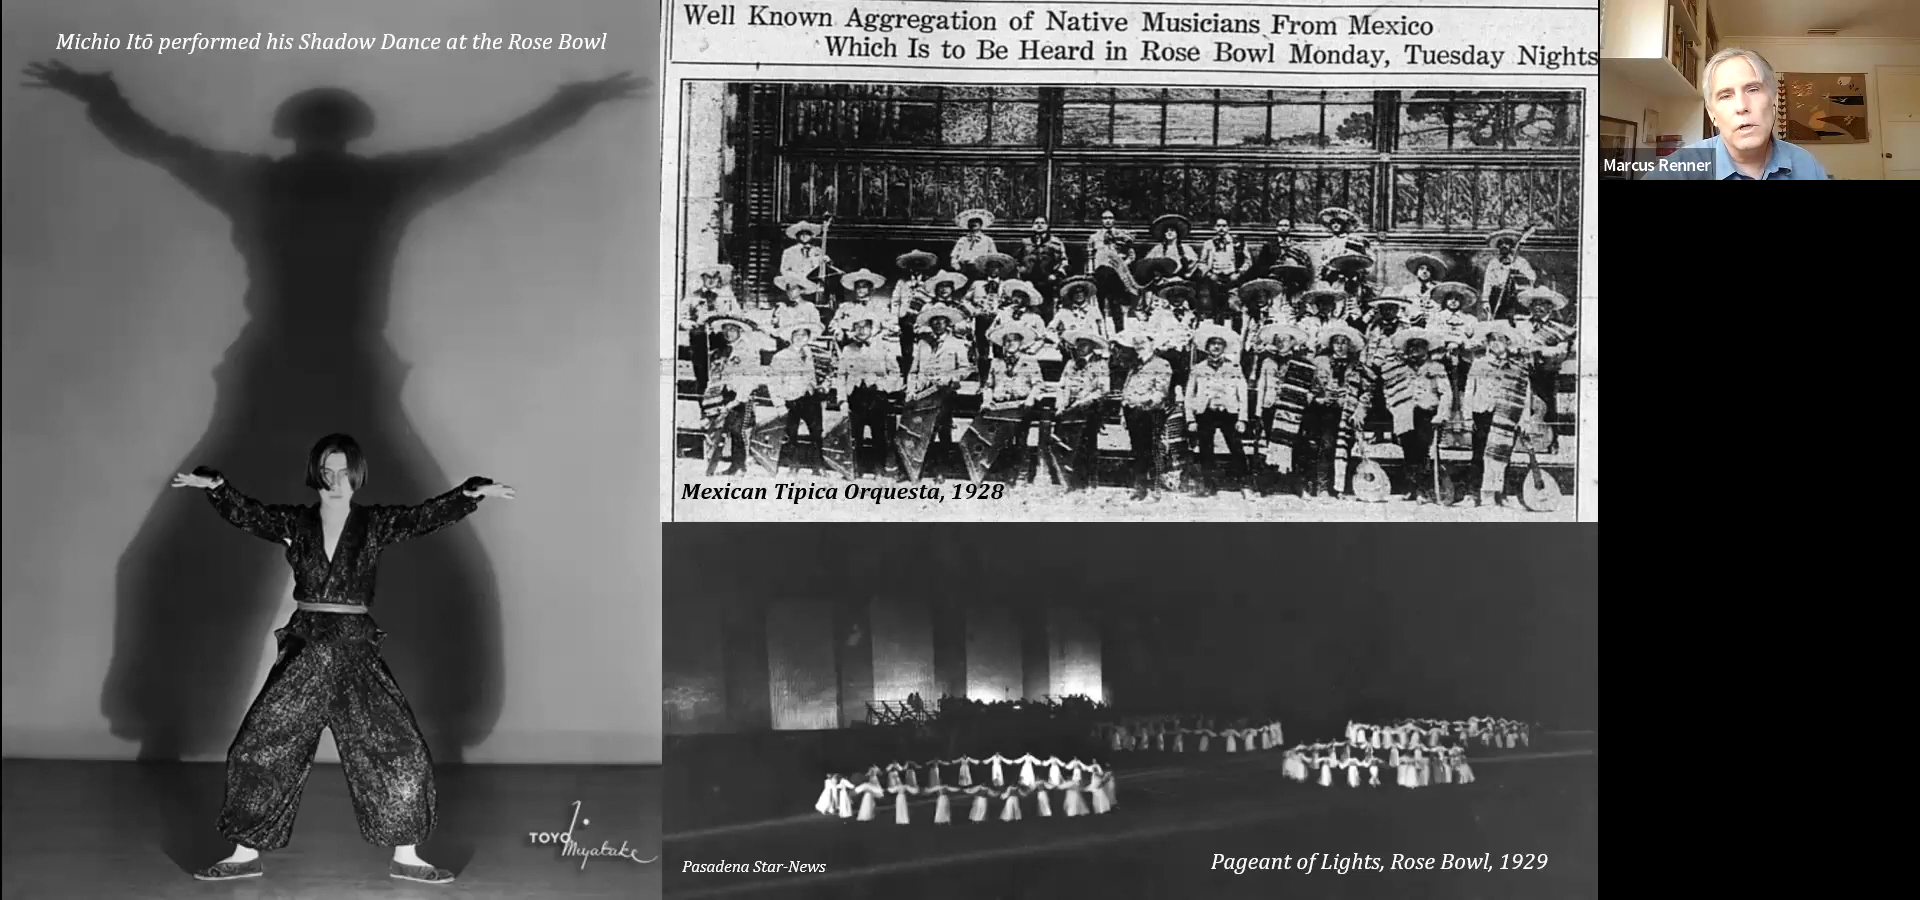 Michio Itō performed his Shadow Dance at the Rose Bowl
TOYO
Miyatake
Well Known Aggregation of Native Musicians From Mexico
Which Is to Be Heard in Rose Bowl Monday, Tuesday Nights
Mexican Tipica Orquesta, 1928
Pasadena Star-News
Pageant of Lights, Rose Bowl, 1929
Marcus Renner